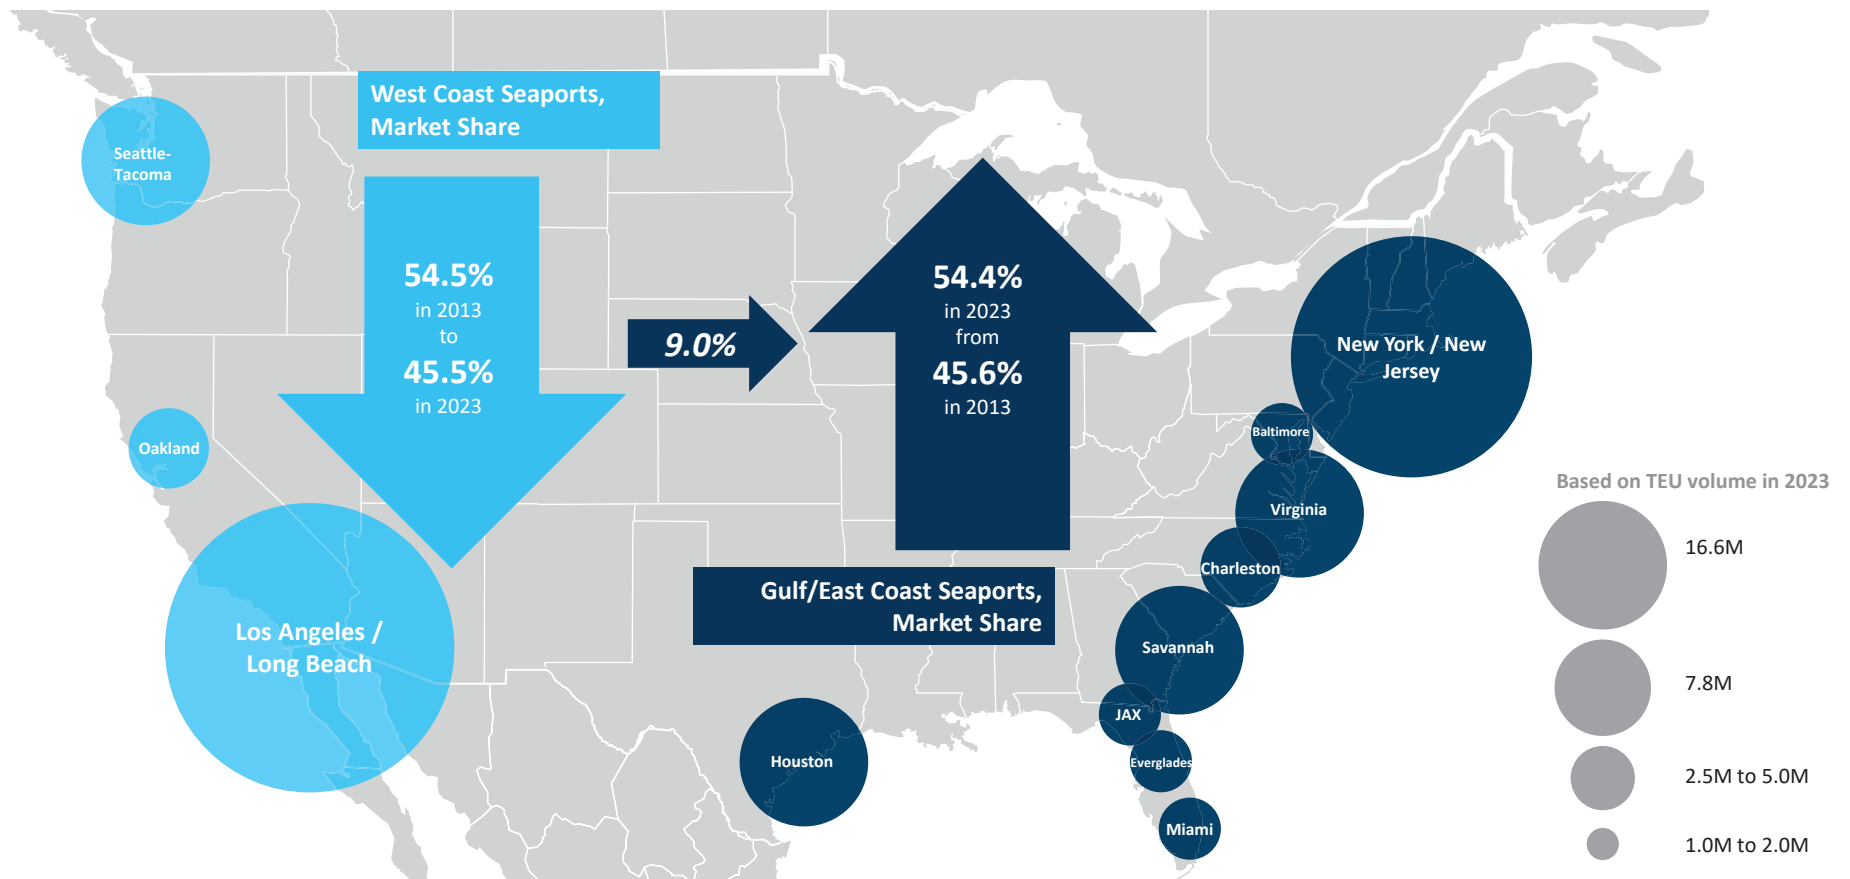 West Coast Seaports,
Market Share
Seattle-
Tacoma
54.5%
in 2013
to
45.5%
in 2023
9.0%
54.4%
in 2023
from
45.6%
in 2013
Gulf/East Coast Seaports,
Market Share
Oakland
Los Angeles /
Long Beach
Houston
New York / New
Jersey
Baltimore
Virginia
Charleston
Savannah
JAX
Everglades
Miami
Based on TEU volume in 2023
16.6M
7.8M
2.5M to 5.0M
1.0M to 2.0M